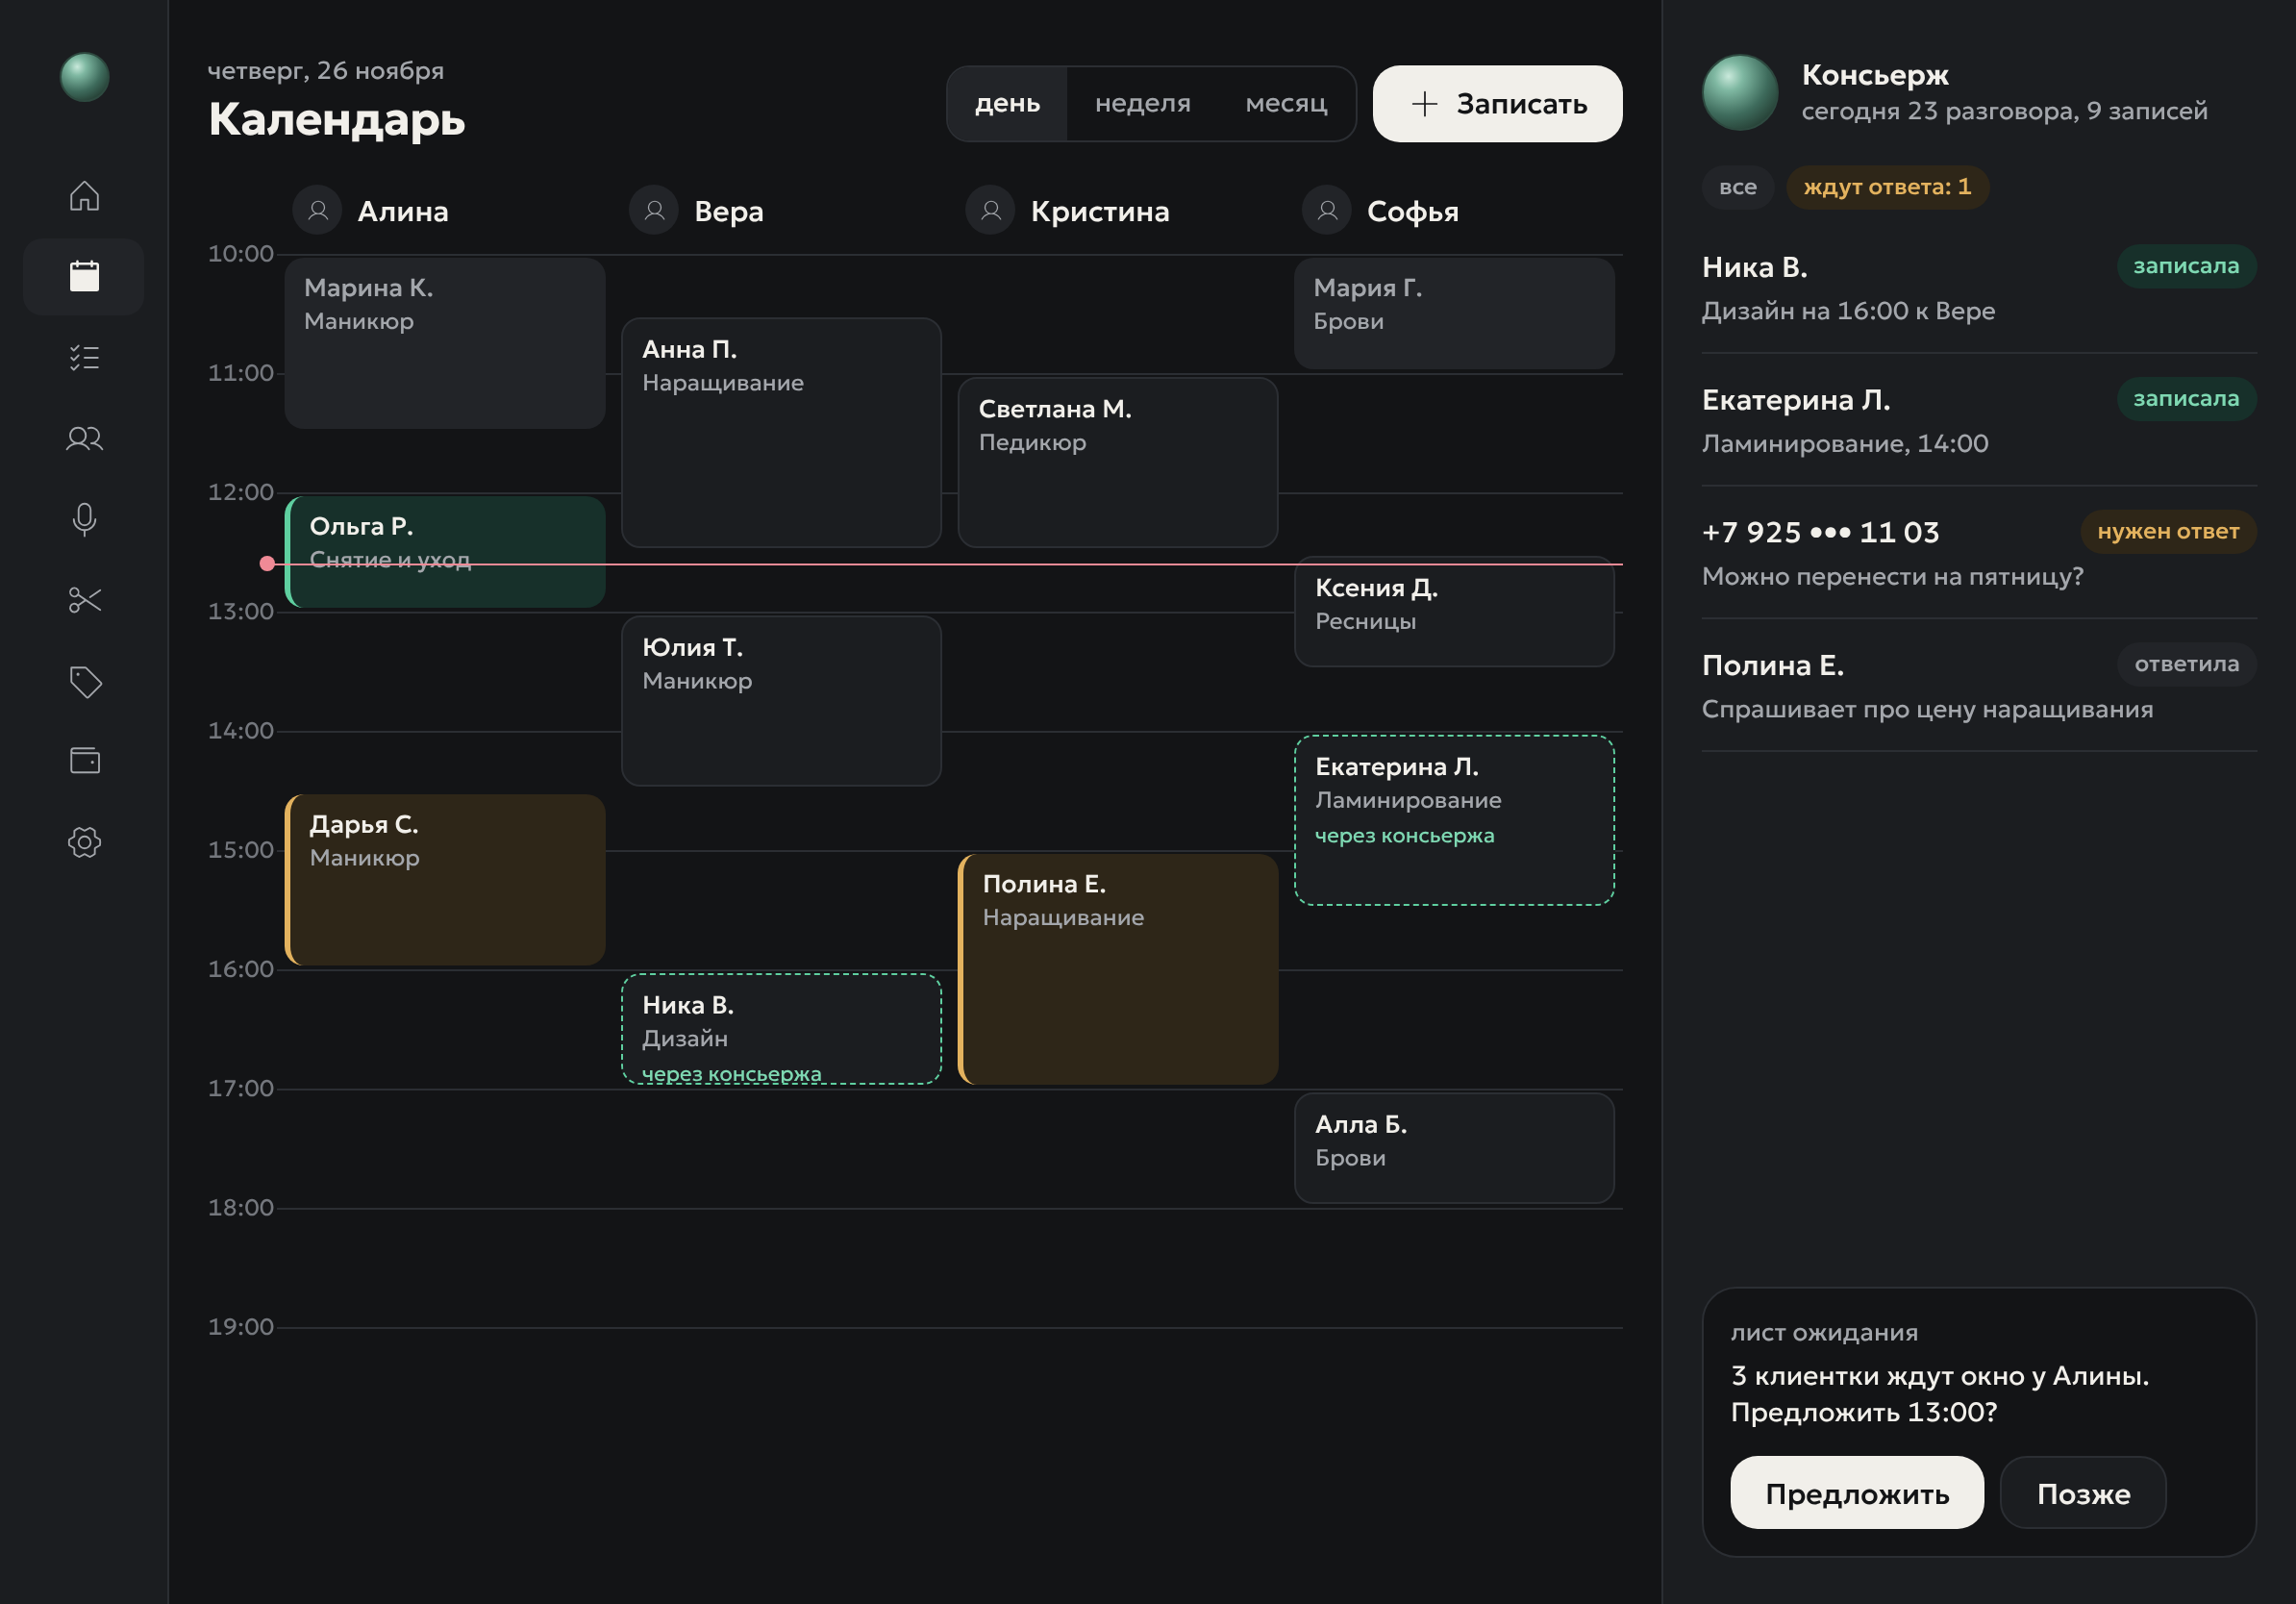 четверг, 26 ноября
Календарь
день
неделя
месяц
Записать
Алина
Вера
Кристина
Софья
10:00
11:00
12:00
13:00
14:00
15:00
16:00
17:00
18:00
19:00
Марина К.
Маникюр
Ольга Р.
Снятие и уход
Дарья С.
Маникюр
Анна П.
Наращивание
Юлия Т.
Маникюр
Ника В.
Дизайн
через консьержа
Светлана М.
Педикюр
Полина Е.
Наращивание
Мария Г.
Брови
Ксения Д.
Ресницы
Екатерина Л.
Ламинирование
через консьержа
Алла Б.
Брови
Консьерж
сегодня 23 разговора, 9 записей
все
ждут ответа: 1
Ника В.
записала
Дизайн на 16:00 к Вере
Екатерина Л.
записала
Ламинирование, 14:00
+7 925 ••• 11 03
нужен ответ
Можно перенести на пятницу?
Полина Е.
ответила
Спрашивает про цену наращивания
лист ожидания
3 клиентки ждут окно у Алины.
Предложить 13:00?
Предложить
Позже